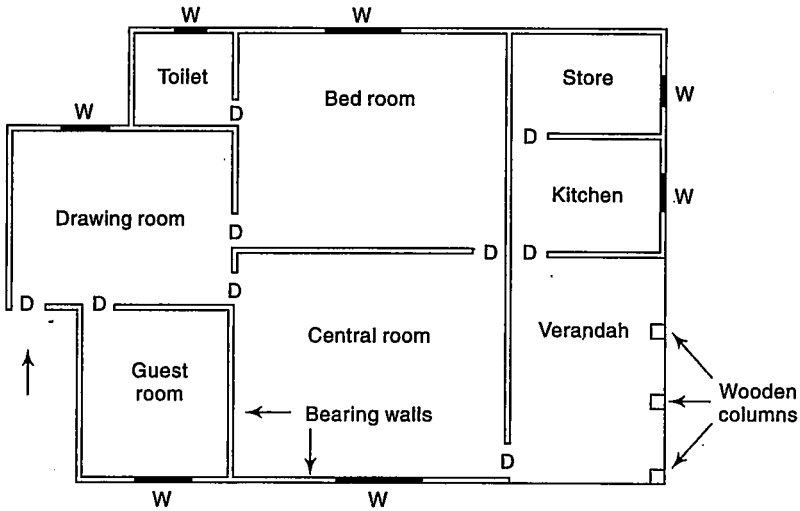 W
W
Toilet
Bed room
Store
W
W
D
D
Drawing room
Kitchen
W
D
D
D
D
D
D
Central room
Verandah
Guest
room
Bearing walls
Wooden
columns
D
W
W